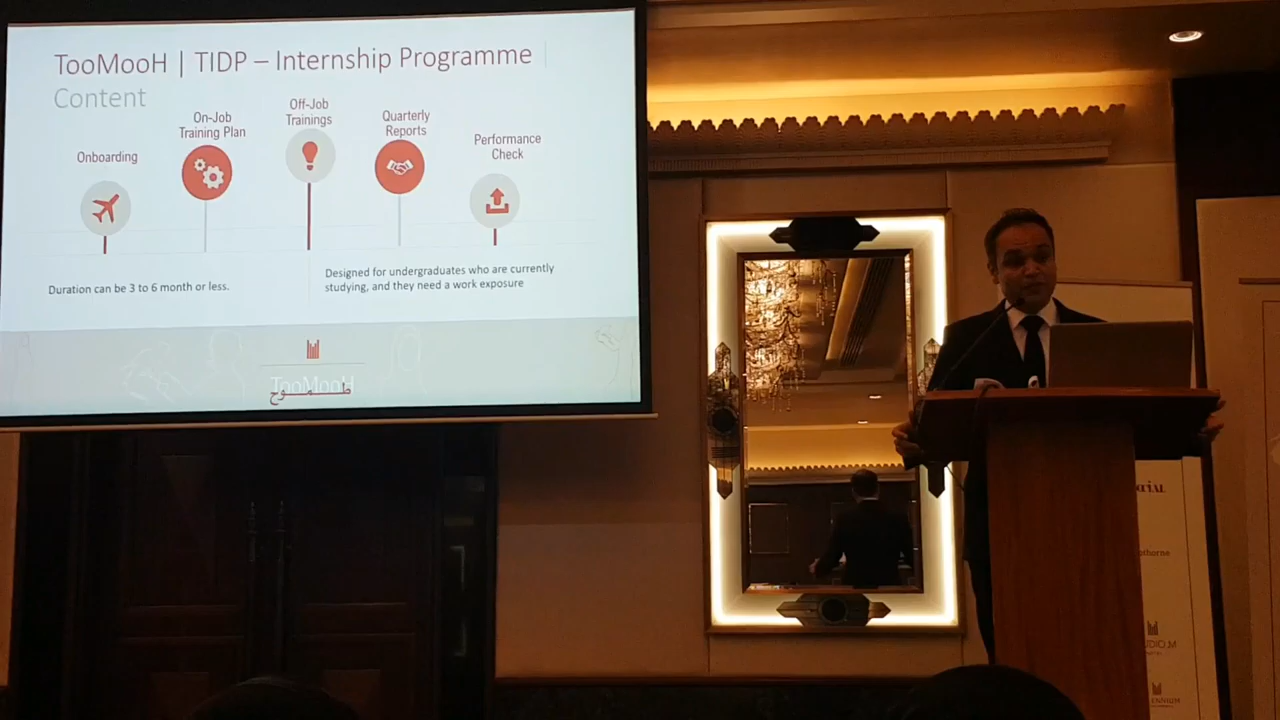 TooMooH | TIDP – Internship Programme
Content
Onboarding
On-Job
Training Plan
Off-Job
Trainings
Quarterly
Reports
Performance
Check
Duration can be 3 to 6 month or less.
Designed for undergraduates who are currently
studying, and they need a work exposure
TooMooH
طموح